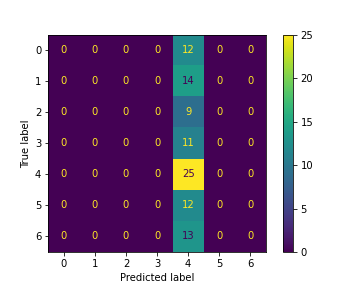 0 0 0 0 0 12 0 0
1 0 0 0 0 14 0 0
2 0 0 0 0 9 0 0
3 0 0 0 0 11 0 0
4 0 0 0 0 25 0 0
5 0 0 0 0 12 0 0
6 0 0 0 0 13 0 0
0 1 2 3 4 5 6
True label
Predicted label
25
20
15
10
5
0